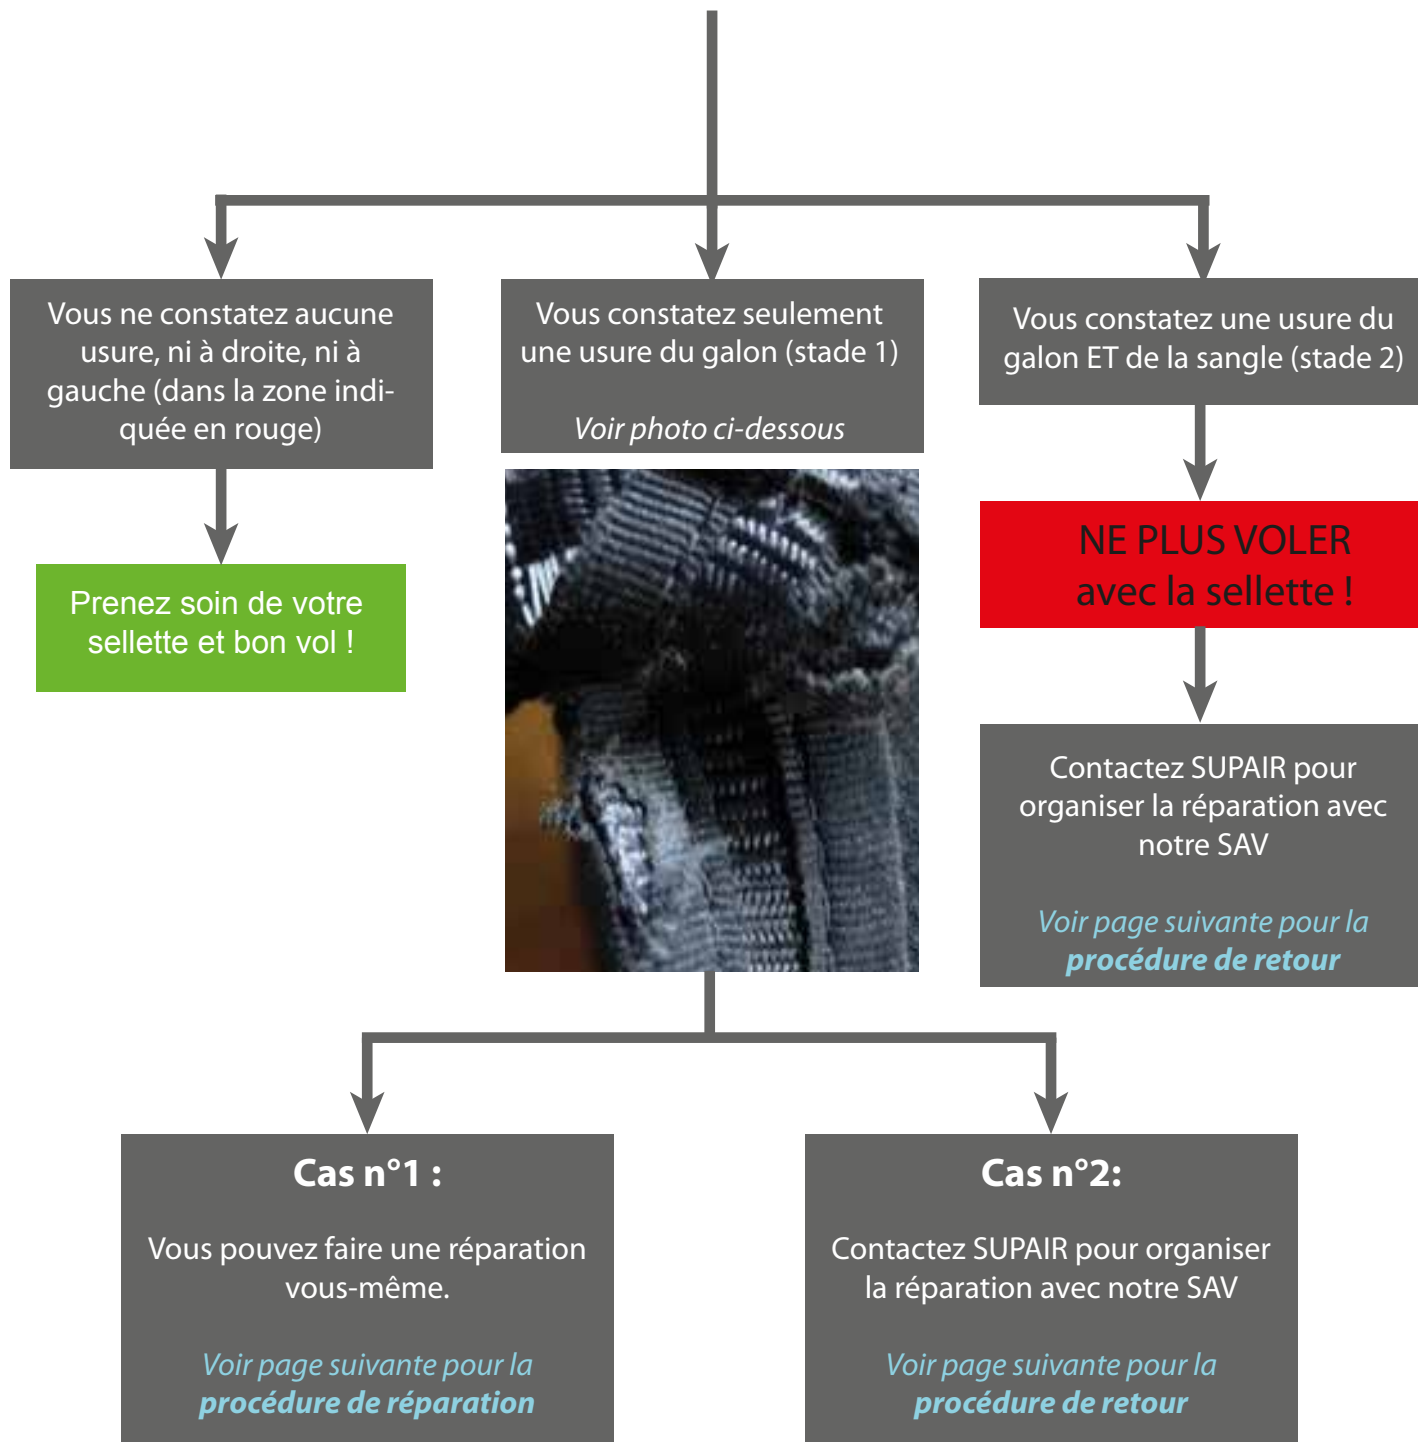 Vous ne constatez aucune
usure, ni à droite, ni à
gauche (dans la zone indi-
quée en rouge)
Prenez soin de votre
sellette et bon vol !
Vous constatez seulement
une usure du galon (stade 1)
Voir photo ci-dessous
Vous constatez une usure du
galon ET de la sangle (stade 2)
NE PLUS VOLER
avec la sellette !
Contactez SUPAIR pour
organiser la réparation avec
notre SAV
Voir page suivante pour la
procédure de retour
Cas n°1 :
Vous pouvez faire une réparation
vous-même.
Voir page suivante pour la
procédure de réparation
Cas n°2:
Contactez SUPAIR pour organiser
la réparation avec notre SAV
Voir page suivante pour la
procédure de retour